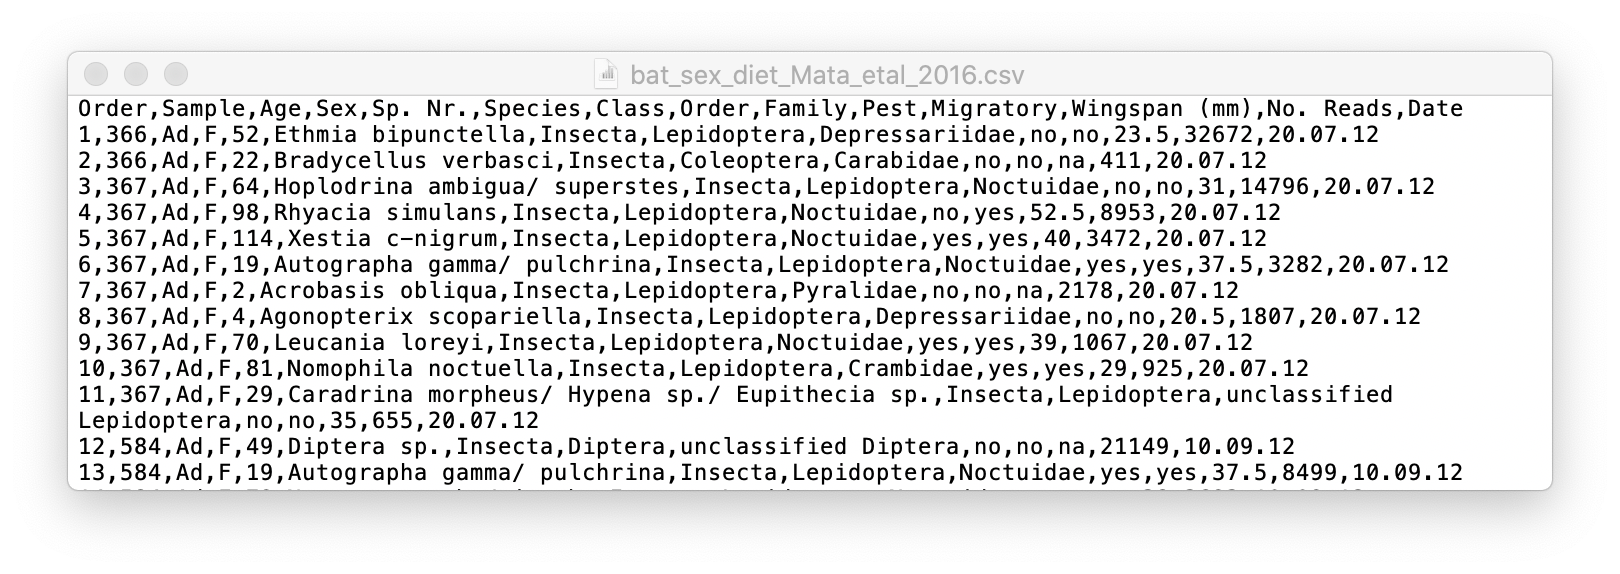 bat_sex_diet_Mata_etal_2016.csv
Order,Sample,Age,Sex,Sp. Nr.,Species,Class,Order,Family,Pest,Migratory,Wingspan (mm),No. Reads,Date
1,366,Ad,F,52,Ethmia bipunctella,Insecta,Lepidoptera,Depressariidae,no,no,23.5,32672,20.07.12
2,366,Ad,F,22,Bradycellus verbasci,Insecta,Coleoptera,Carabidae,no,no,na,411,20.07.12
3,367,Ad,F,64,Hoplodrina ambigua/ superstes,Insecta,Lepidoptera,Noctuidae,no,no,31,14796,20.07.12
4,367,Ad,F,98,Rhyacia simulans,Insecta,Lepidoptera,Noctuidae,no,yes,52.5,8953,20.07.12
5,367,Ad,F,114,Xestia c-nigrum,Insecta,Lepidoptera,Noctuidae,yes,yes,40,3472,20.07.12
6,367,Ad,F,19,Autographa gamma/ pulchrina,Insecta,Lepidoptera,Noctuidae,yes,yes,37.5,3282,20.07.12
7,367,Ad,F,2,Acrobasis obliqua,Insecta,Lepidoptera,Pyralidae,no,no,na,2178,20.07.12
8,367,Ad,F,4,Agonopterix scopariella,Insecta,Lepidoptera,Depressariidae,no,no,20.5,1807,20.07.12
9,367,Ad,F,70,Leucania loreyi,Insecta,Lepidoptera,Noctuidae,yes,yes,39,1067,20.07.12
10,367,Ad,F,81,Nomophila noctuella,Insecta,Lepidoptera,Crambidae,yes,yes,29,925,20.07.12
11,367,Ad,F,29,Caradrina morpheus/ Hypena sp./ Eupithecia sp.,Insecta,Lepidoptera,unclassified
Lepidoptera,no,no,35,655,20.07.12
12,584,Ad,F,49,Diptera sp.,Insecta,Diptera,unclassified Diptera,no,no,na,21149,10.09.12
13,584,Ad,F,19,Autographa gamma/ pulchrina,Insecta,Lepidoptera,Noctuidae,yes,yes,37.5,8499,10.09.12